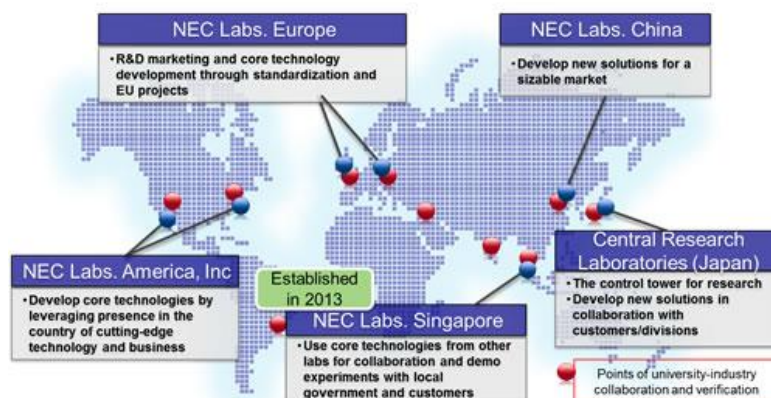 NEC Labs. Europe
• R&D marketing and core technology
development through standardization and
EU projects
NEC Labs. China
• Develop new solutions for a
sizable market
NEC Labs. America, Inc
• Develop core technologies by
leveraging presence in the
country of cutting-edge
technology and business
Established
in 2013
NEC Labs. Singapore
• Use core technologies from other
labs for collaboration and demo
experiments with local
government and customers
Central Research
Laboratories (Japan)
• The control tower for research
• Develop new solutions in
collaboration with
customers/divisions
Points of university-industry
collaboration and verification